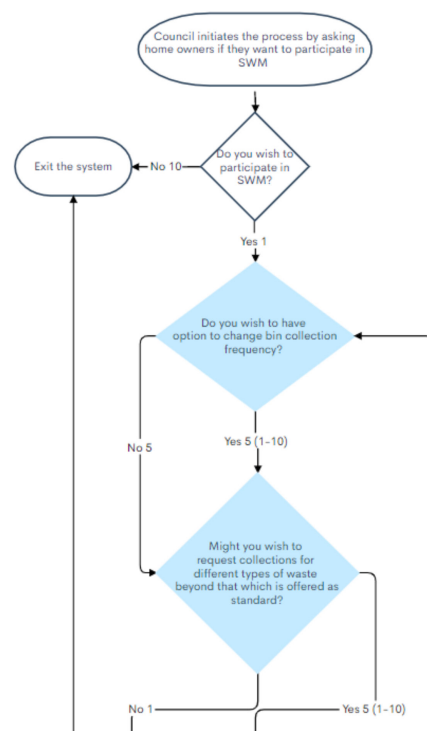 Council initiates the process by asking
home owners if they want to participate in
SWM
Do you wish to
participate in
SWM?
No 10
Exit the system
Yes 1
Do you wish to have
option to change bin collection
frequency?
No 5
Yes 5 (1-10)
Might you wish to
request collections for
different types of waste
beyond that which is offered as
standard?
No 1
Yes 5 (1-10)